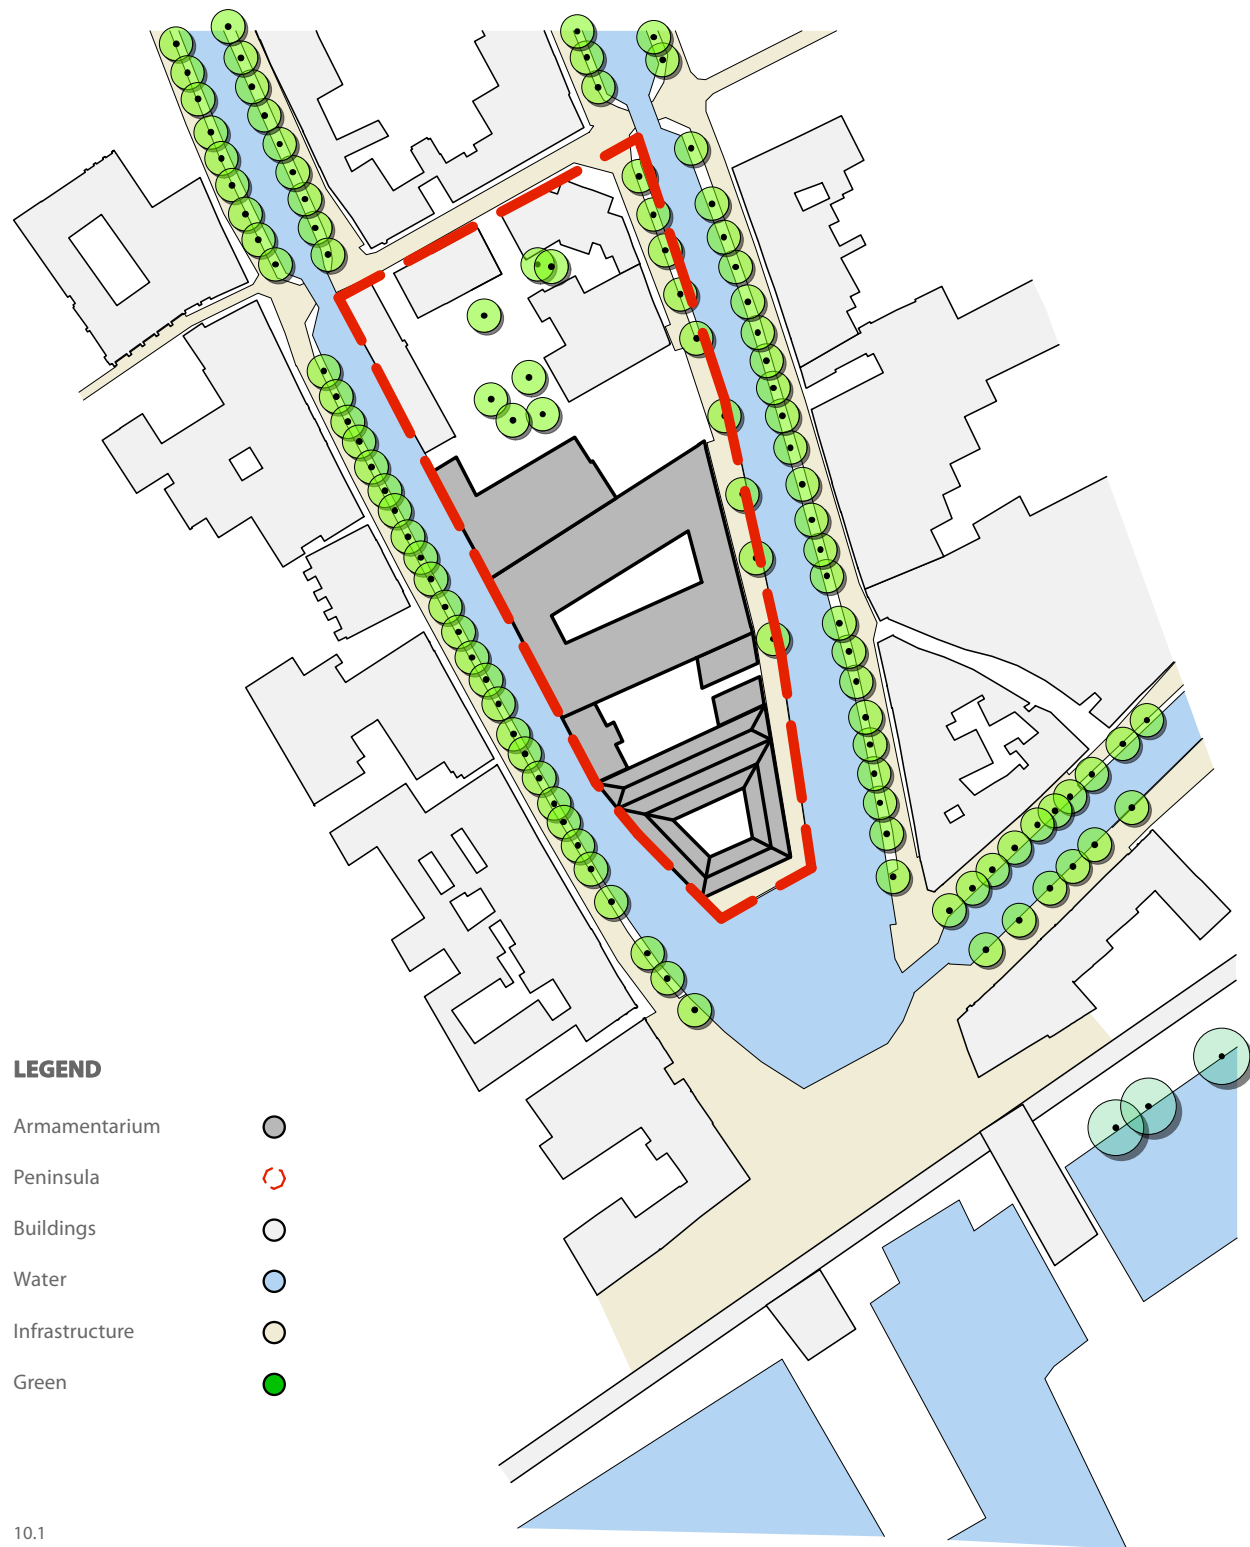 LEGEND
Armamentarium
Peninsula
Buildings
Water
Infrastructure
Green
10.1